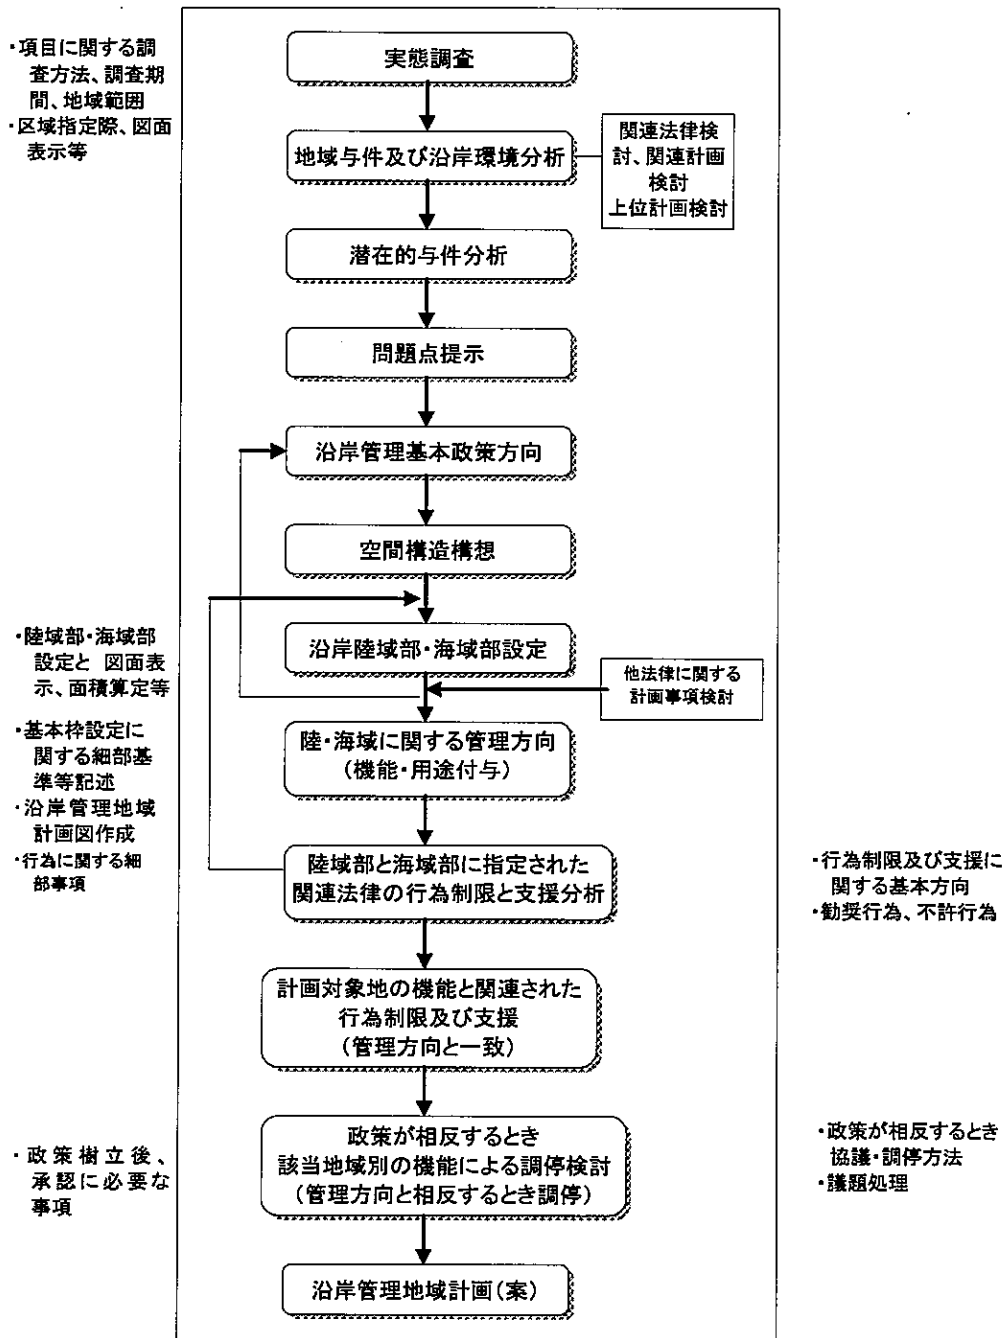 ・項目に関する調
査方法、調査期
間、地域範囲
・区域指定際、図面
表示等
実態調査
地域与件及び沿岸環境分析
関連法律検
討、関連計画
検討
上位計画検討
潜在的与件分析
問題点提示
沿岸管理基本政策方向
空間構造構想
・陸域部・海域部
設定と 図面表
示、面積算定等
沿岸陸域部・海域部設定
他法律に関する
計画事項検討
・基本枠設定に
関する細部基
準等記述
・沿岸管理地域
計画図作成
・行為に関する細
部事項
陸・海域に関する管理方向
(機能・用途付与)
陸域部と海域部に指定された
関連法律の行為制限と支援分析
・行為制限及び支援に
関する基本方向
・勧奨行為、不許行為
計画対象地の機能と関連された
行為制限及び支援
(管理方向と一致)
・政策樹立後、
承認に必要な
事項
政策が相反するとき
該当地域別の機能による調停検討
(管理方向と相反するとき調停)
・政策が相反するとき
協議・調停方法
・議題処理
沿岸管理地域計画(案)